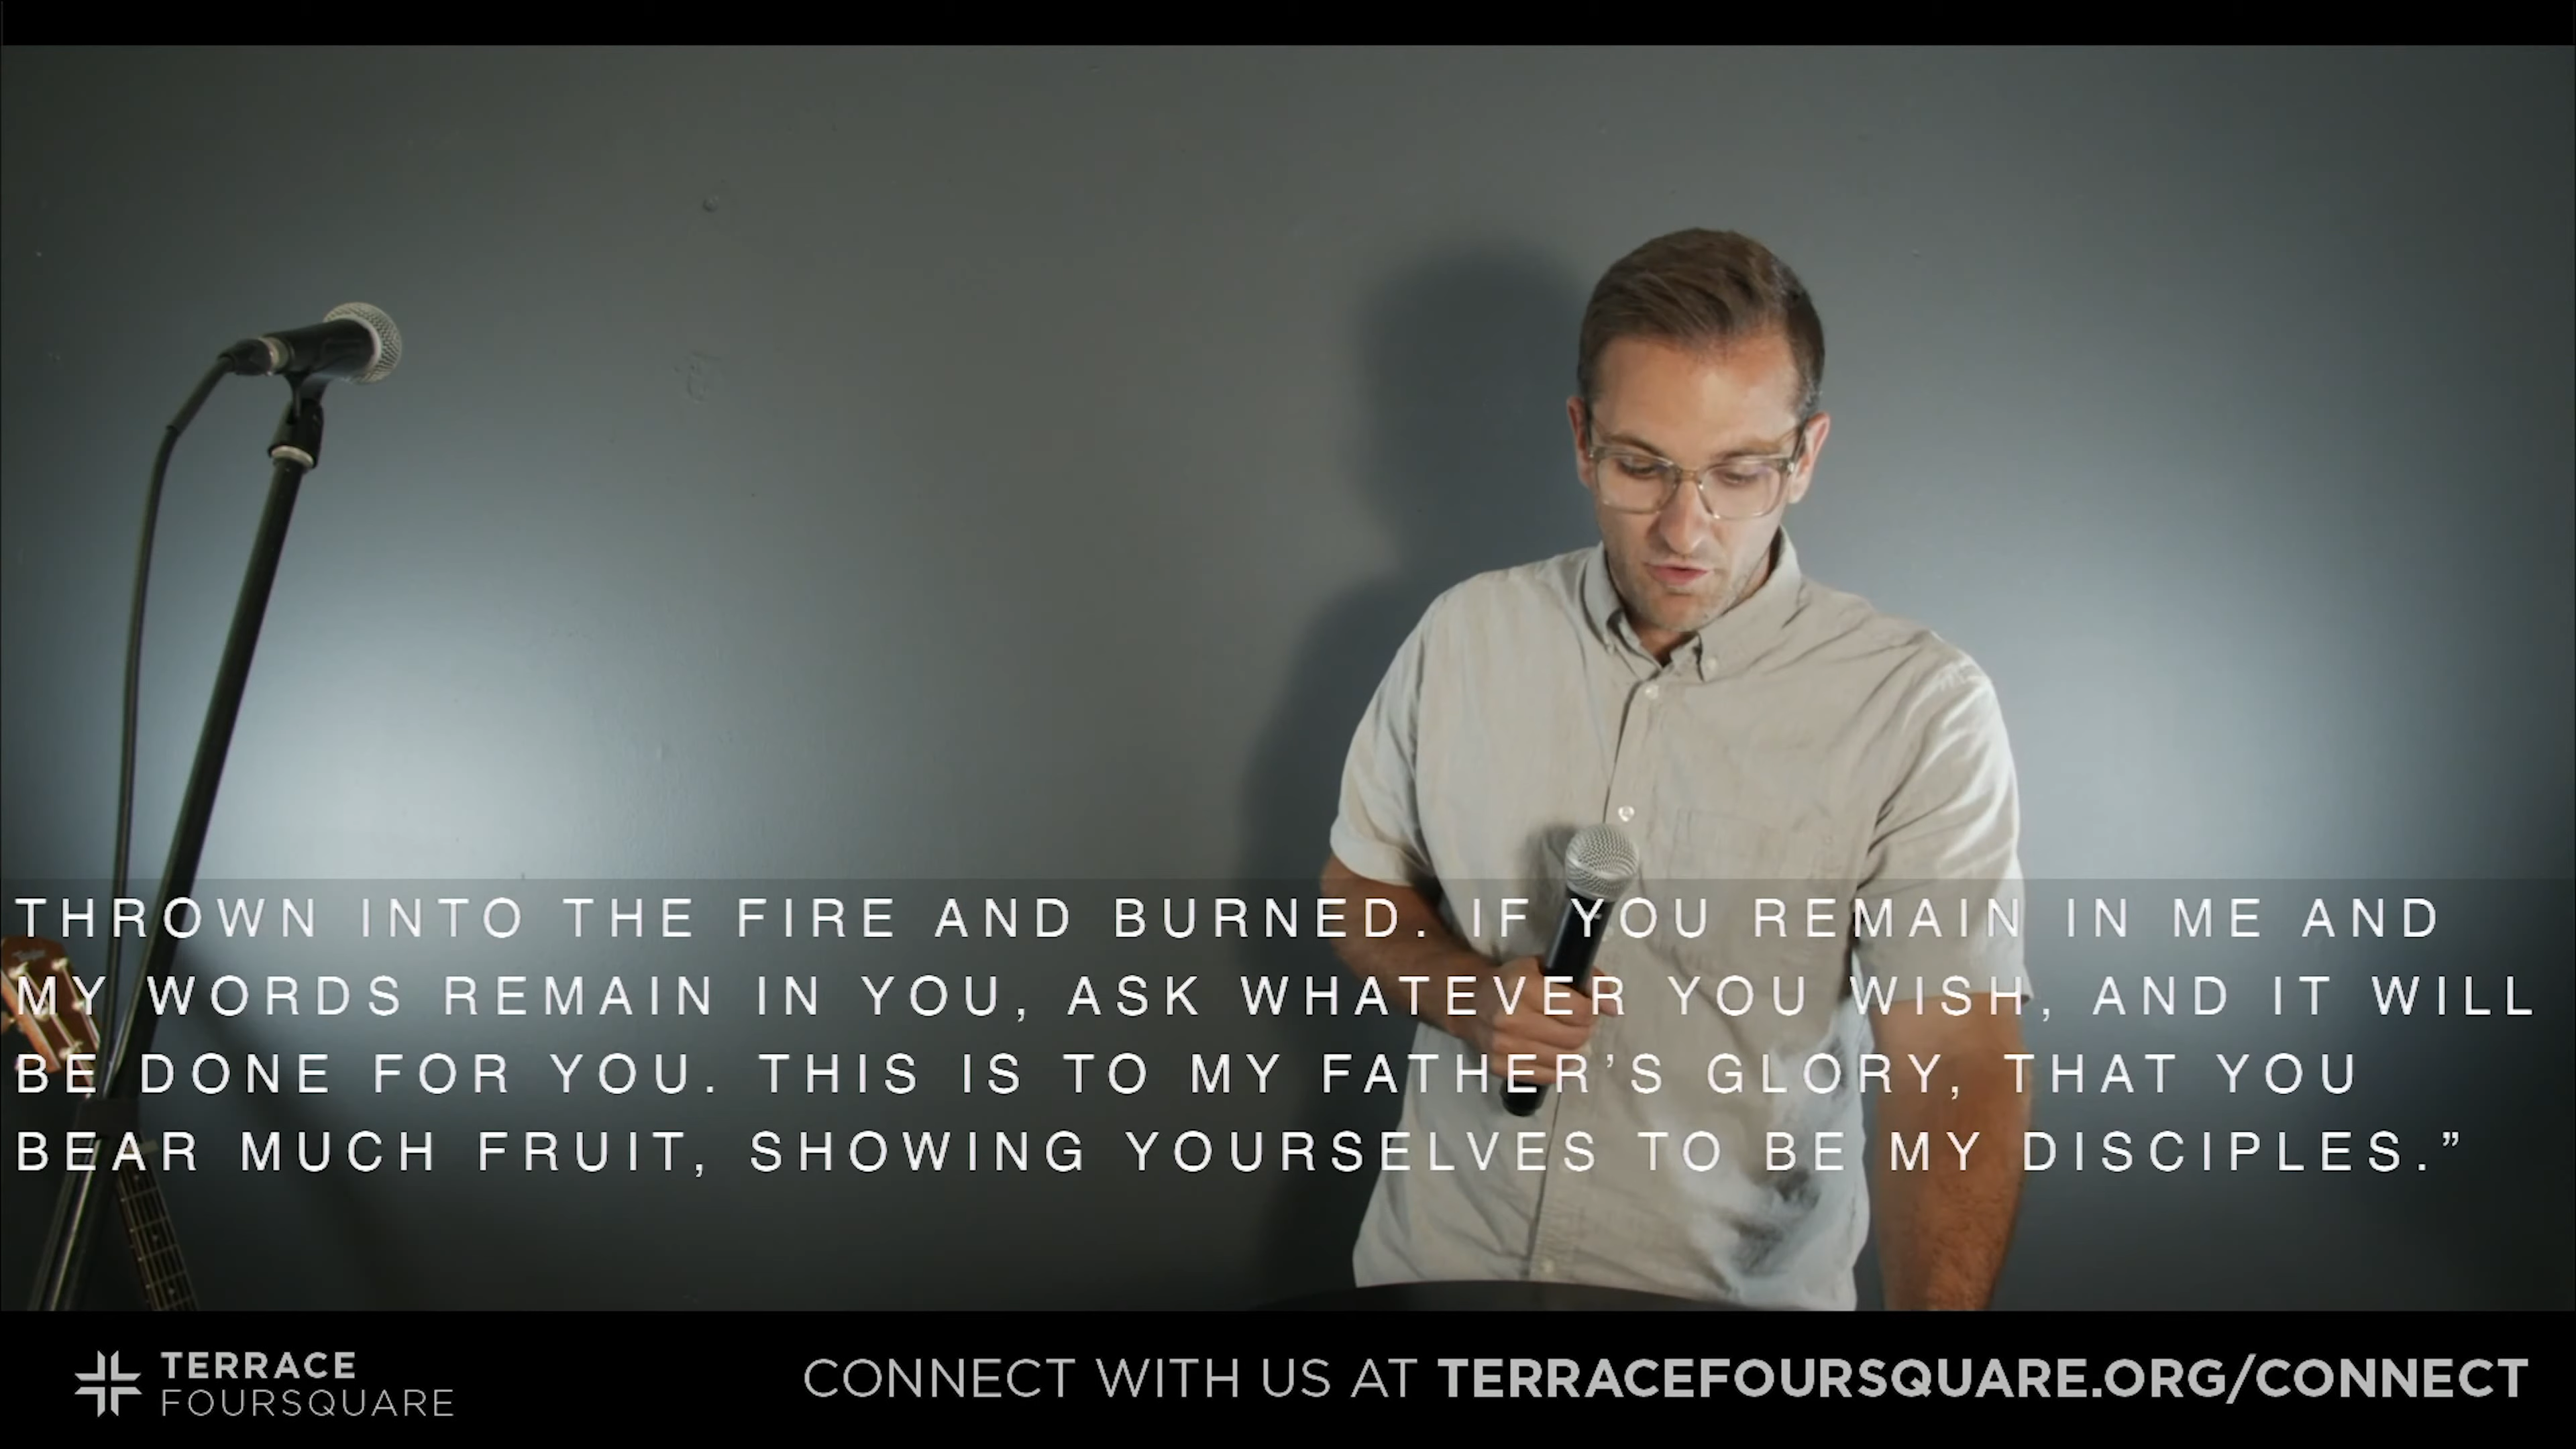 THROWN INTO THE FIRE AND BURNED. IF YOU REMAIN IN ME AND
MY WORDS REMAIN IN YOU, ASK WHATEVER YOU WISH, AND IT WILL
BE DONE FOR YOU. THIS IS TO MY FATHER’S GLORY, THAT YOU
BEAR MUCH FRUIT, SHOWING YOURSELVES TO BE MY DISCIPLES.”
TERRACE
FOURSQUARE
CONNECT WITH US AT TERRACEFOURSQUARE.ORG/CONNECT